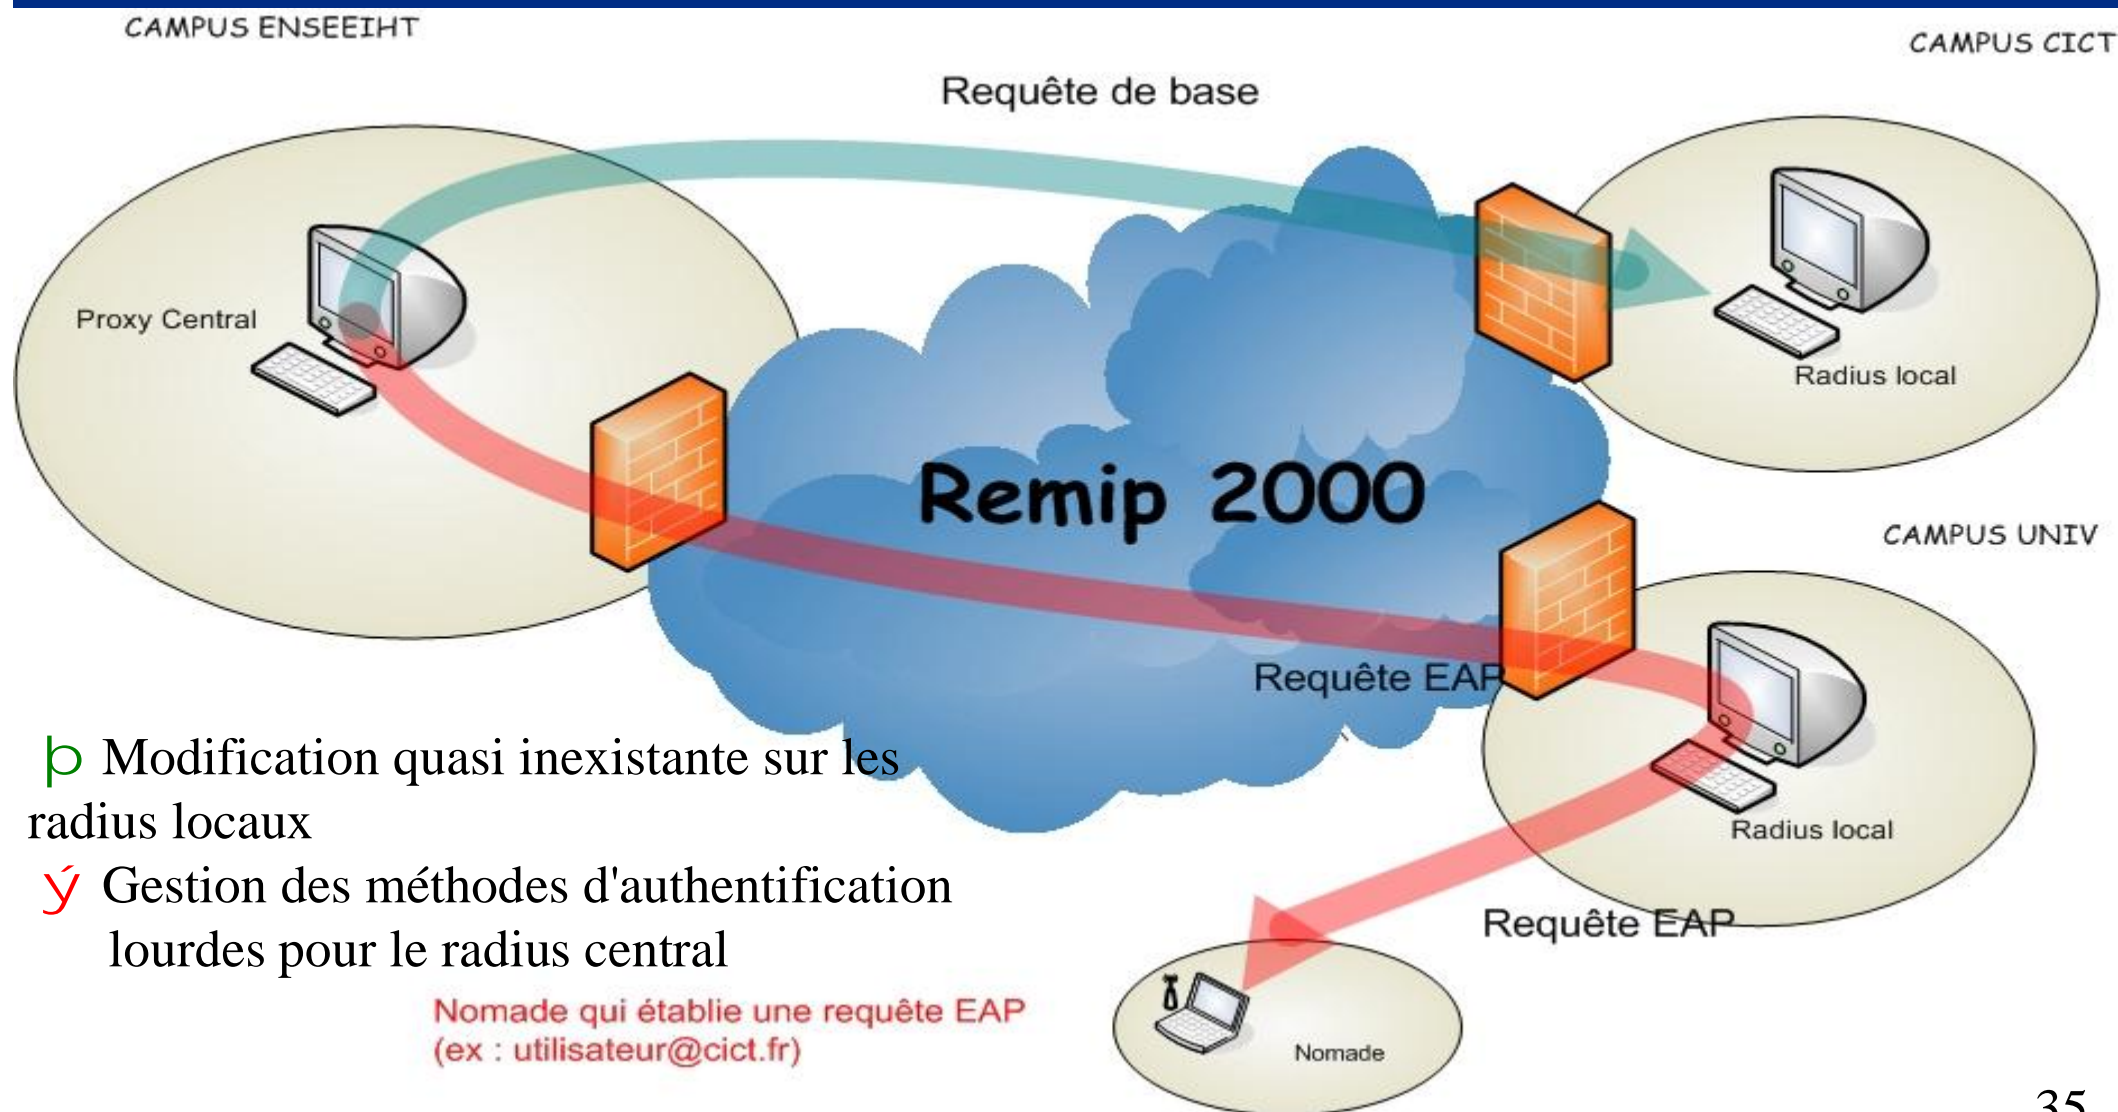 CAMPUS ENSEEIHT
CAMPUS CICT
Requête de base
Proxy Central
Radius local
Remip 2000
CAMPUS UNIV
Requête EAP
þ Modification quasi inexistante sur les
radius locaux
Radius local
ý Gestion des méthodes d'authentification
lourdes pour le radius central
Requête EAP
Nomade qui établie une requête EAP
(ex : utilisateur@cict.fr)
Nomade
35